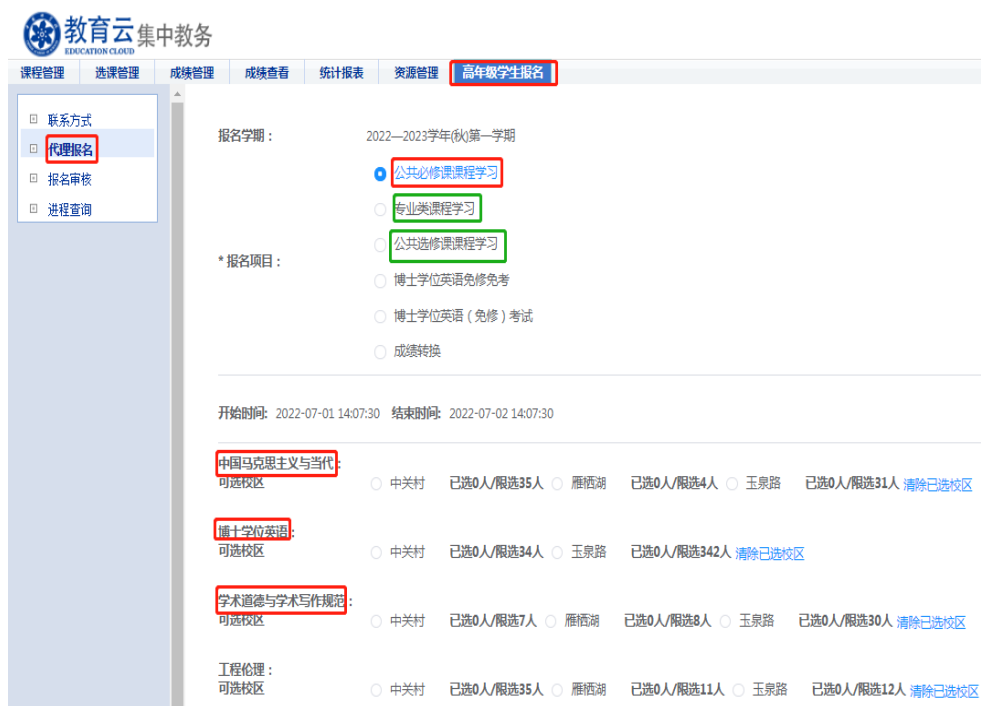 教育云 集中教务
EDUCATION CLOUD
课程管理 选课管理 成绩管理 成绩查看 统计报表 资源管理 高年级学生报名
联系方式
代理报名
报名审核
进程查询
报名学期： 2022—2023学年(秋)第一学期
* 报名项目：
公共必修课课程学习
专业类课程学习
公共选修课课程学习
博士学位英语免修免考
博士学位英语（免修）考试
成绩转换
开始时间: 2022-07-01 14:07:30 结束时间: 2022-07-02 14:07:30
中国马克思主义与当代：
可选校区 中关村 已选0人/限选35人 雁栖湖 已选0人/限选4人 玉泉路 已选0人/限选31人 清除已选校区
博士学位英语：
可选校区 中关村 已选0人/限选34人 玉泉路 已选0人/限选342人 清除已选校区
学术道德与学术写作规范：
可选校区 中关村 已选0人/限选7人 雁栖湖 已选0人/限选8人 玉泉路 已选0人/限选30人 清除已选校区
工程伦理：
可选校区 中关村 已选0人/限选35人 雁栖湖 已选0人/限选11人 玉泉路 已选0人/限选12人 清除已选校区